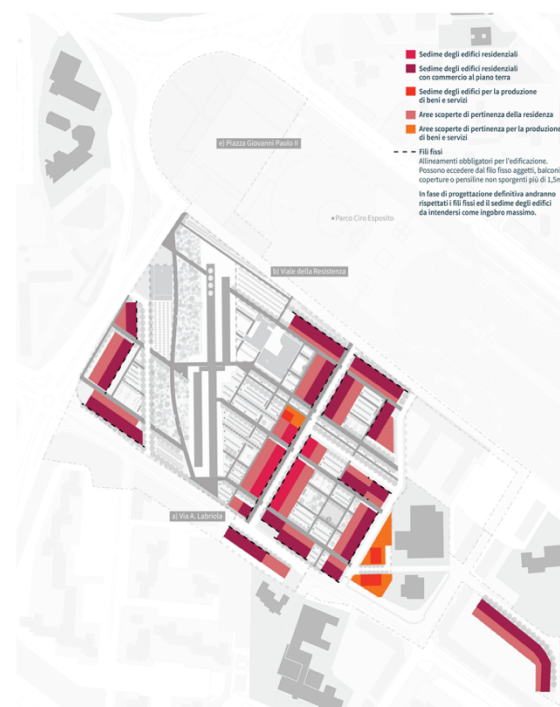 Sedime degli edifici residenziali
Sedime degli edifici residenziali
con commercio al piano terra
Sedime degli edifici per la produzione
di beni e servizi
Aree scoperte di pertinenza della residenza
Aree scoperte di pertinenza per la produzione
di beni e servizi
Fili fissi
Allineamenti obbligatori per l'edificazione.
Possono eccedere dal filo fisso aggetti, balconi,
coperture o pensiline non sporgenti più di 1,5m
In fase di progettazione definitiva andranno
rispettati i fili fissi ed il sedime degli edifici
da intendersi come ingobro massimo.
e) Piazza Giovanni Paolo II
Parco Ciro Esposito
b) Viale della Resistenza
a) Via A. Labriola